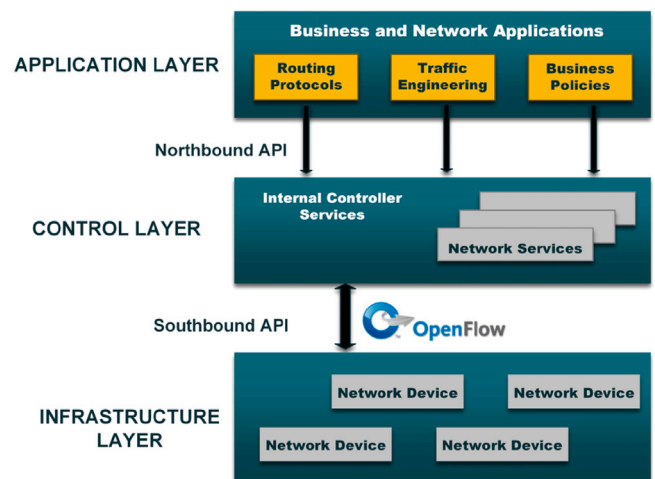 Business and Network Applications
APPLICATION LAYER
Routing
Protocols
Traffic
Engineering
Business
Policies
Northbound API
Internal Controller
Services
CONTROL LAYER
Network Services
Southbound API
OpenFlow
TM
Network Device
Network Device
INFRASTRUCTURE
LAYER
Network Device
Network Device